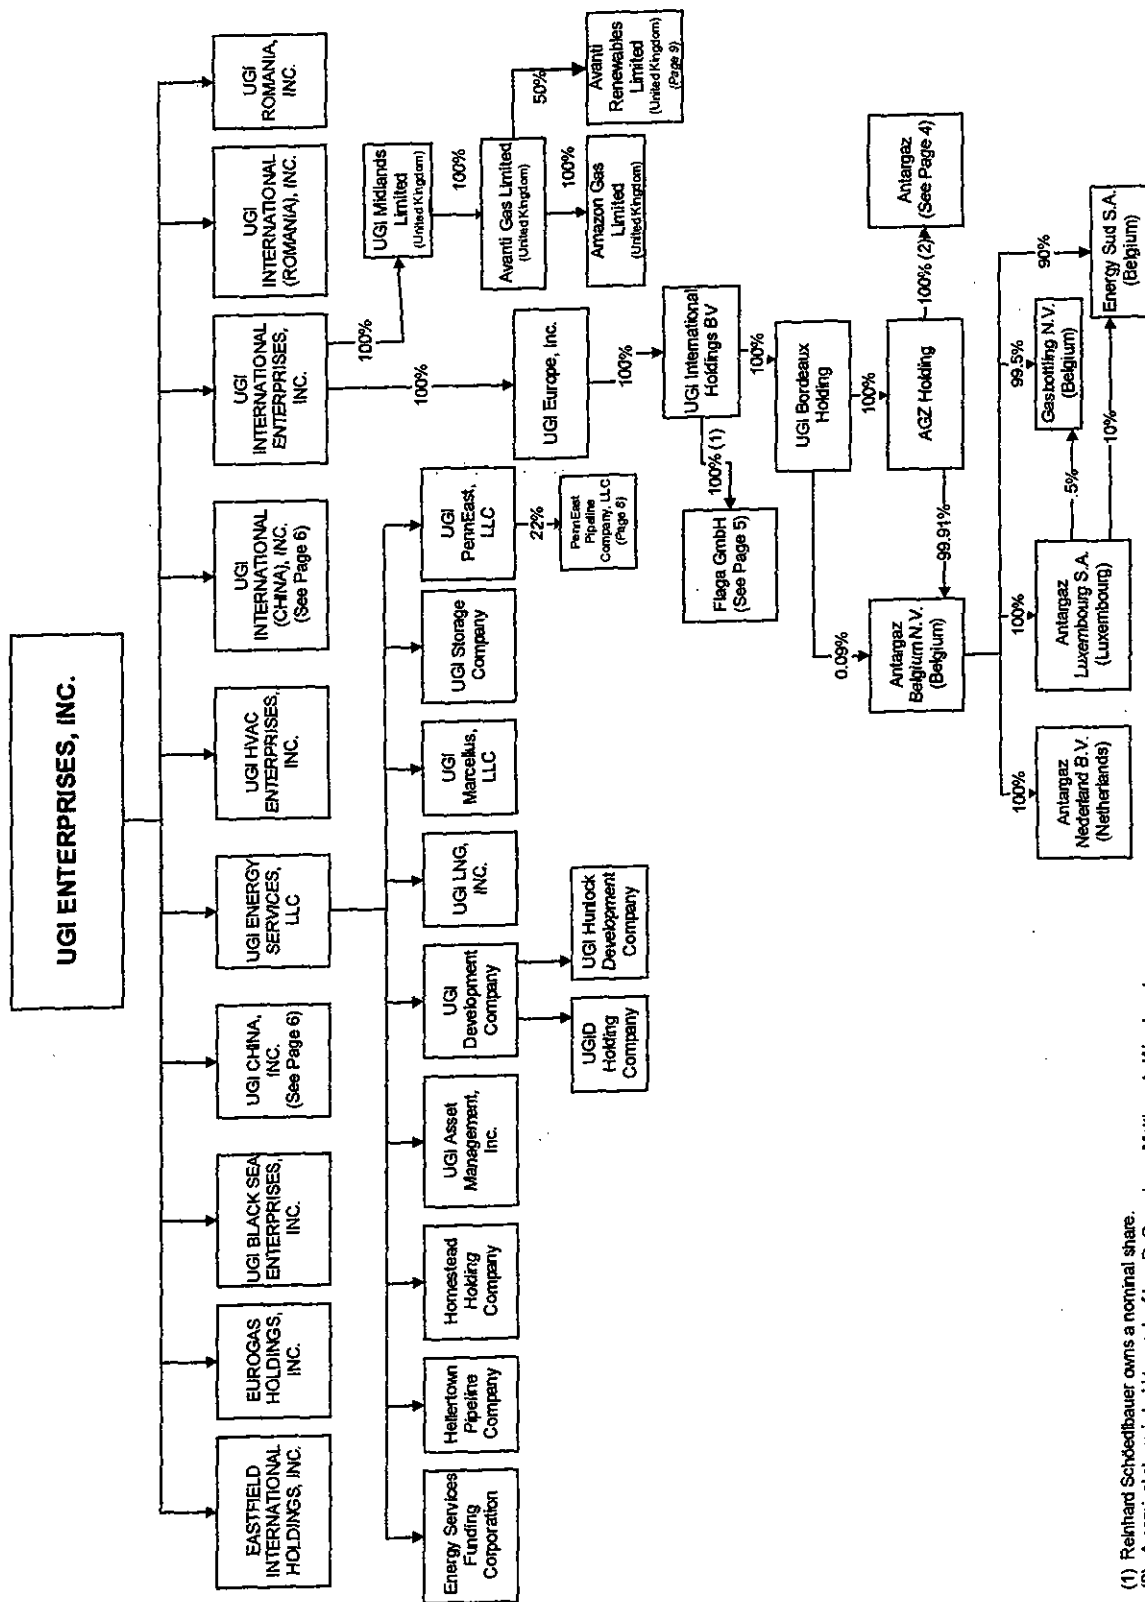 UGI ENTERPRISES, INC.
EASTFIELD
INTERNATIONAL
HOLDINGS, INC.
EUROGAS
HOLDINGS,
INC.
UGI BLACK SEA
ENTERPRISES,
INC.
UGI CHINA,
INC.
(See Page 6)
UGI ENERGY
SERVICES,
LLC
UGI HVAC
ENTERPRISES,
INC.
UGI
INTERNATIONAL
(CHINA), INC.
(See Page 6)
UGI
INTERNATIONAL
ENTERPRISES,
INC.
UGI
INTERNATIONAL
(ROMANIA), INC.
UGI
ROMANIA,
INC.
Energy Services
Funding
Corporation
Hellertown
Pipeline
Company
Homestead
Holding
Company
UGI Asset
Management,
Inc.
UGI
Development
Company
UGI LNG,
INC.
UGI
Marcellus,
LLC
UGI Storage
Company
UGI
PennEast,
LLC
22%
PennEast
Pipeline
Company, LLC
(Page 8)
UGID
Holding
Company
UGI Hunlock
Development
Company
100%
UGI Midlands
Limited
(United Kingdom)
100%
Avanti Gas Limited
(United Kingdom)
50%
Avanti
Renewables
Limited
(United Kingdom)
(Page 9)
100%
Amazon Gas
Limited
(United Kingdom)
100%
UGI Europe, Inc.
100%
UGI International
Holdings BV
100% (1)
Flaga GmbH
(See Page 5)
100%
UGI Bordeaux
Holding
100%
AGZ Holding
100% (2)
Antargaz
(See Page 4)
0.09%
99.91%
Antargaz
Belgium N.V.
(Belgium)
100%
Antargaz
Nederland B.V.
(Netherlands)
100%
Antargaz
Luxembourg S.A.
(Luxembourg)
99.5%
Gasbottling N.V.
(Belgium)
.5%
90%
10%
Energy Sud S.A.
(Belgium)
(1) Reinhard Schöedlbauer owns a nominal share.